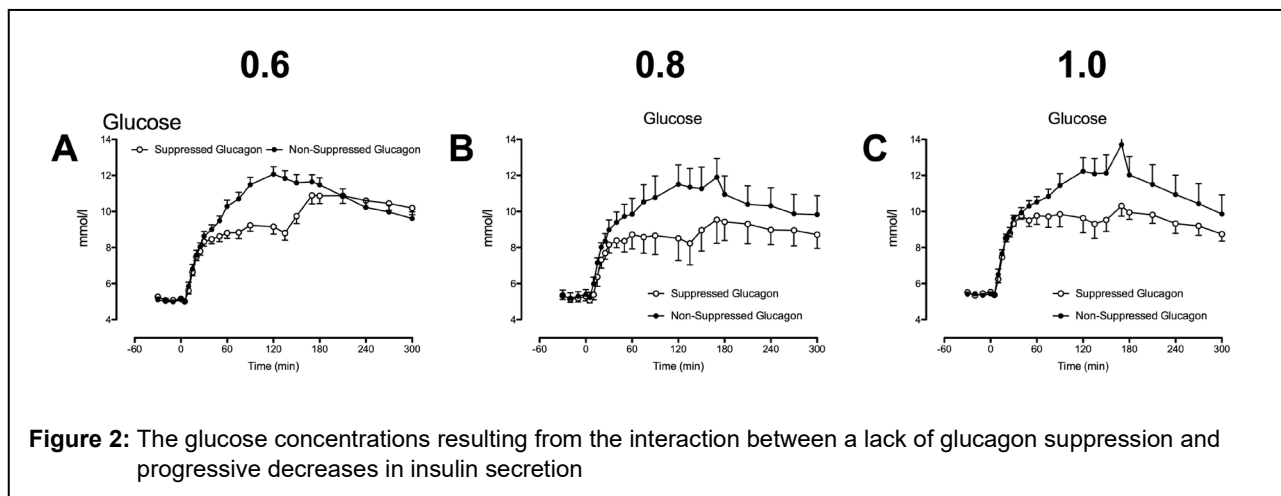 0.6 0.8 1.0
A Glucose
Suppressed Glucagon Non-Suppressed Glucagon
mmol/l
14
12
10
8
6
4
-60 0 60 120 180 240 300
Time (min)
B Glucose
mmol/l
14
12
10
8
6
4
Suppressed Glucagon
Non-Suppressed Glucagon
-60 0 60 120 180 240 300
Time (min)
C Glucose
mmol/l
14
12
10
8
6
4
Suppressed Glucagon
Non-Suppressed Glucagon
-60 0 60 120 180 240 300
Time (min)
Figure 2: The glucose concentrations resulting from the interaction between a lack of glucagon suppression and
progressive decreases in insulin secretion